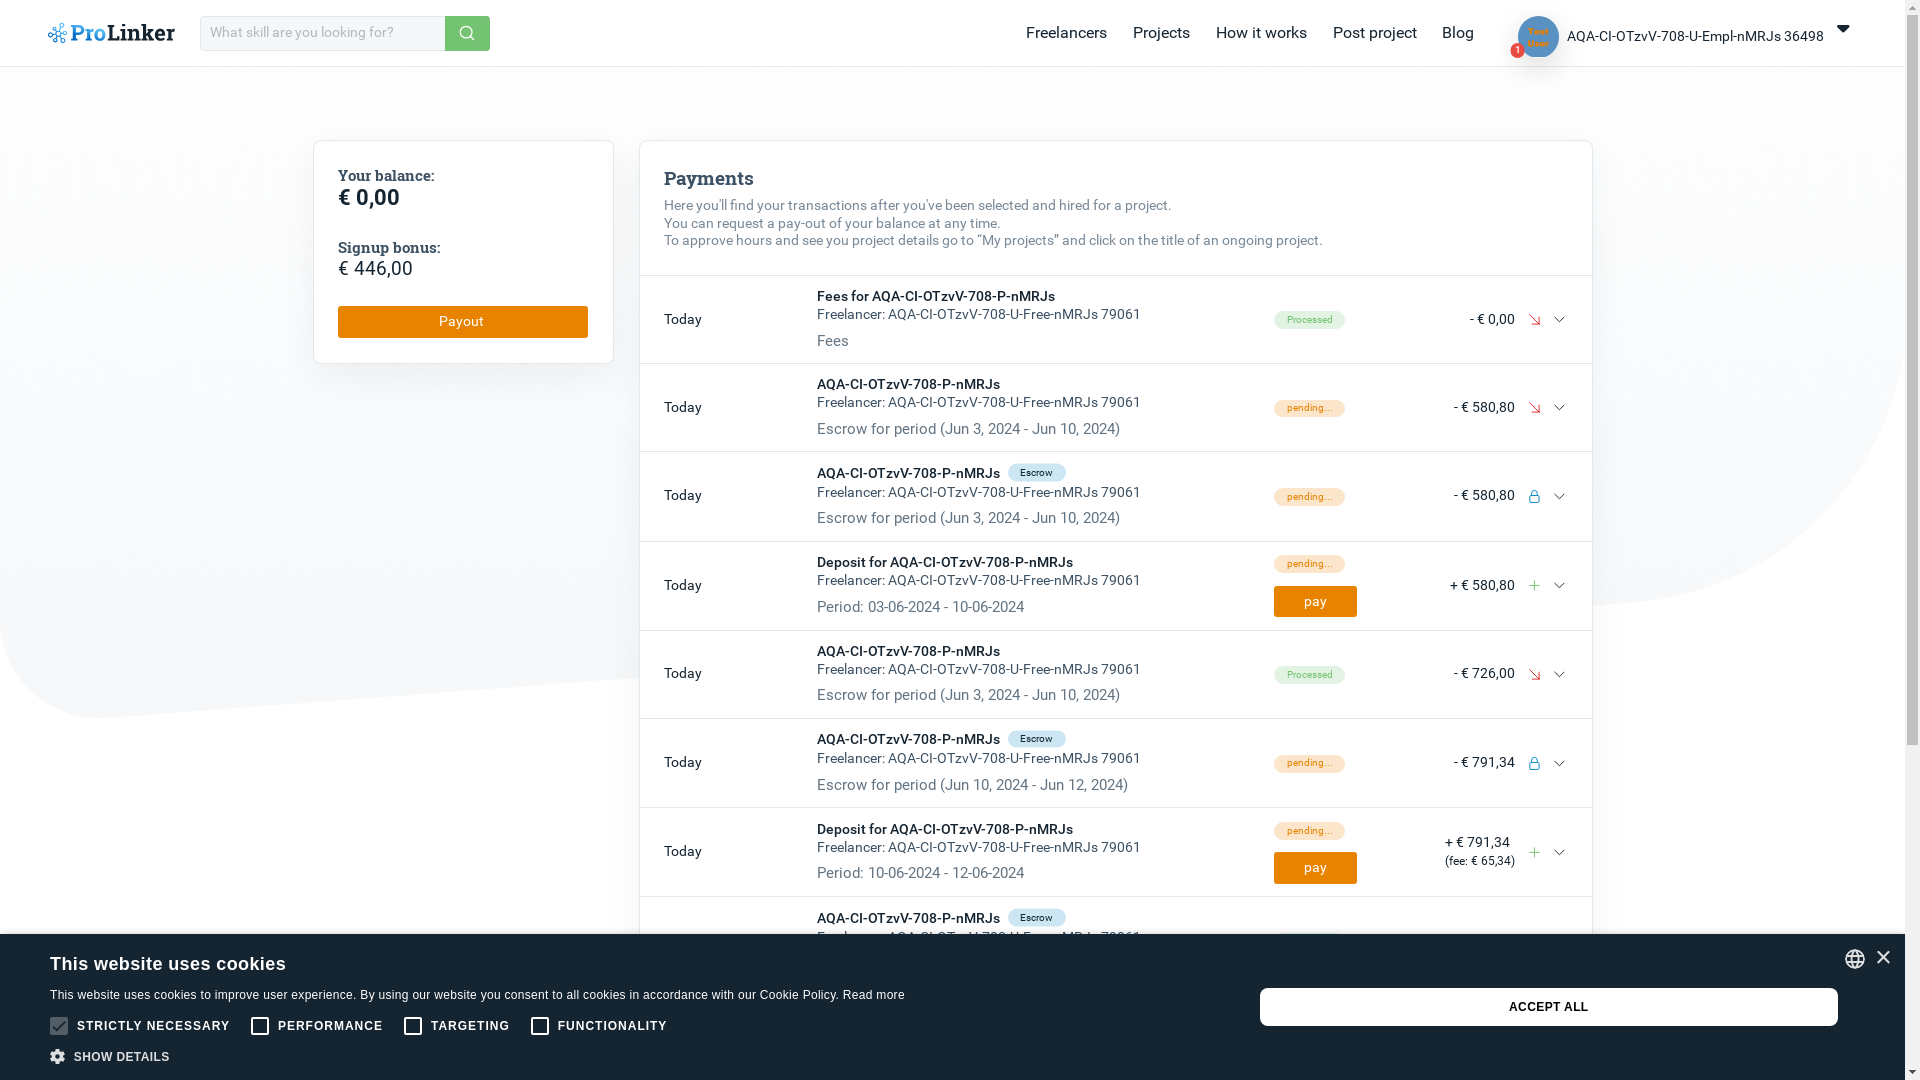 ProLinker
What skill are you looking for?
Freelancers
Projects
How it works
Post project
Blog
Test
User
1
AQA-CI-OTzvV-708-U-Empl-nMRJs 36498
Your balance:
€ 0,00
Signup bonus:
€ 446,00
Payout
Payments
Here you'll find your transactions after you've been selected and hired for a project.
You can request a pay-out of your balance at any time.
To approve hours and see you project details go to “My projects” and click on the title of an ongoing project.
Today
Fees for AQA-CI-OTzvV-708-P-nMRJs
Freelancer: AQA-CI-OTzvV-708-U-Free-nMRJs 79061
Fees
Processed
- € 0,00
Today
AQA-CI-OTzvV-708-P-nMRJs
Freelancer: AQA-CI-OTzvV-708-U-Free-nMRJs 79061
Escrow for period (Jun 3, 2024 - Jun 10, 2024)
pending...
- € 580,80
Today
AQA-CI-OTzvV-708-P-nMRJs Escrow
Freelancer: AQA-CI-OTzvV-708-U-Free-nMRJs 79061
Escrow for period (Jun 3, 2024 - Jun 10, 2024)
pending...
- € 580,80
Today
Deposit for AQA-CI-OTzvV-708-P-nMRJs
Freelancer: AQA-CI-OTzvV-708-U-Free-nMRJs 79061
Period: 03-06-2024 - 10-06-2024
pending...
pay
+ € 580,80
Today
AQA-CI-OTzvV-708-P-nMRJs
Freelancer: AQA-CI-OTzvV-708-U-Free-nMRJs 79061
Escrow for period (Jun 3, 2024 - Jun 10, 2024)
Processed
- € 726,00
Today
AQA-CI-OTzvV-708-P-nMRJs Escrow
Freelancer: AQA-CI-OTzvV-708-U-Free-nMRJs 79061
Escrow for period (Jun 10, 2024 - Jun 12, 2024)
pending...
- € 791,34
Today
Deposit for AQA-CI-OTzvV-708-P-nMRJs
Freelancer: AQA-CI-OTzvV-708-U-Free-nMRJs 79061
Period: 10-06-2024 - 12-06-2024
pending...
pay
+ € 791,34
(fee: € 65,34)
AQA-CI-OTzvV-708-P-nMRJs Escrow
This website uses cookies
This website uses cookies to improve user experience. By using our website you consent to all cookies in accordance with our Cookie Policy. Read more
STRICTLY NECESSARY
PERFORMANCE
TARGETING
FUNCTIONALITY
SHOW DETAILS
ACCEPT ALL